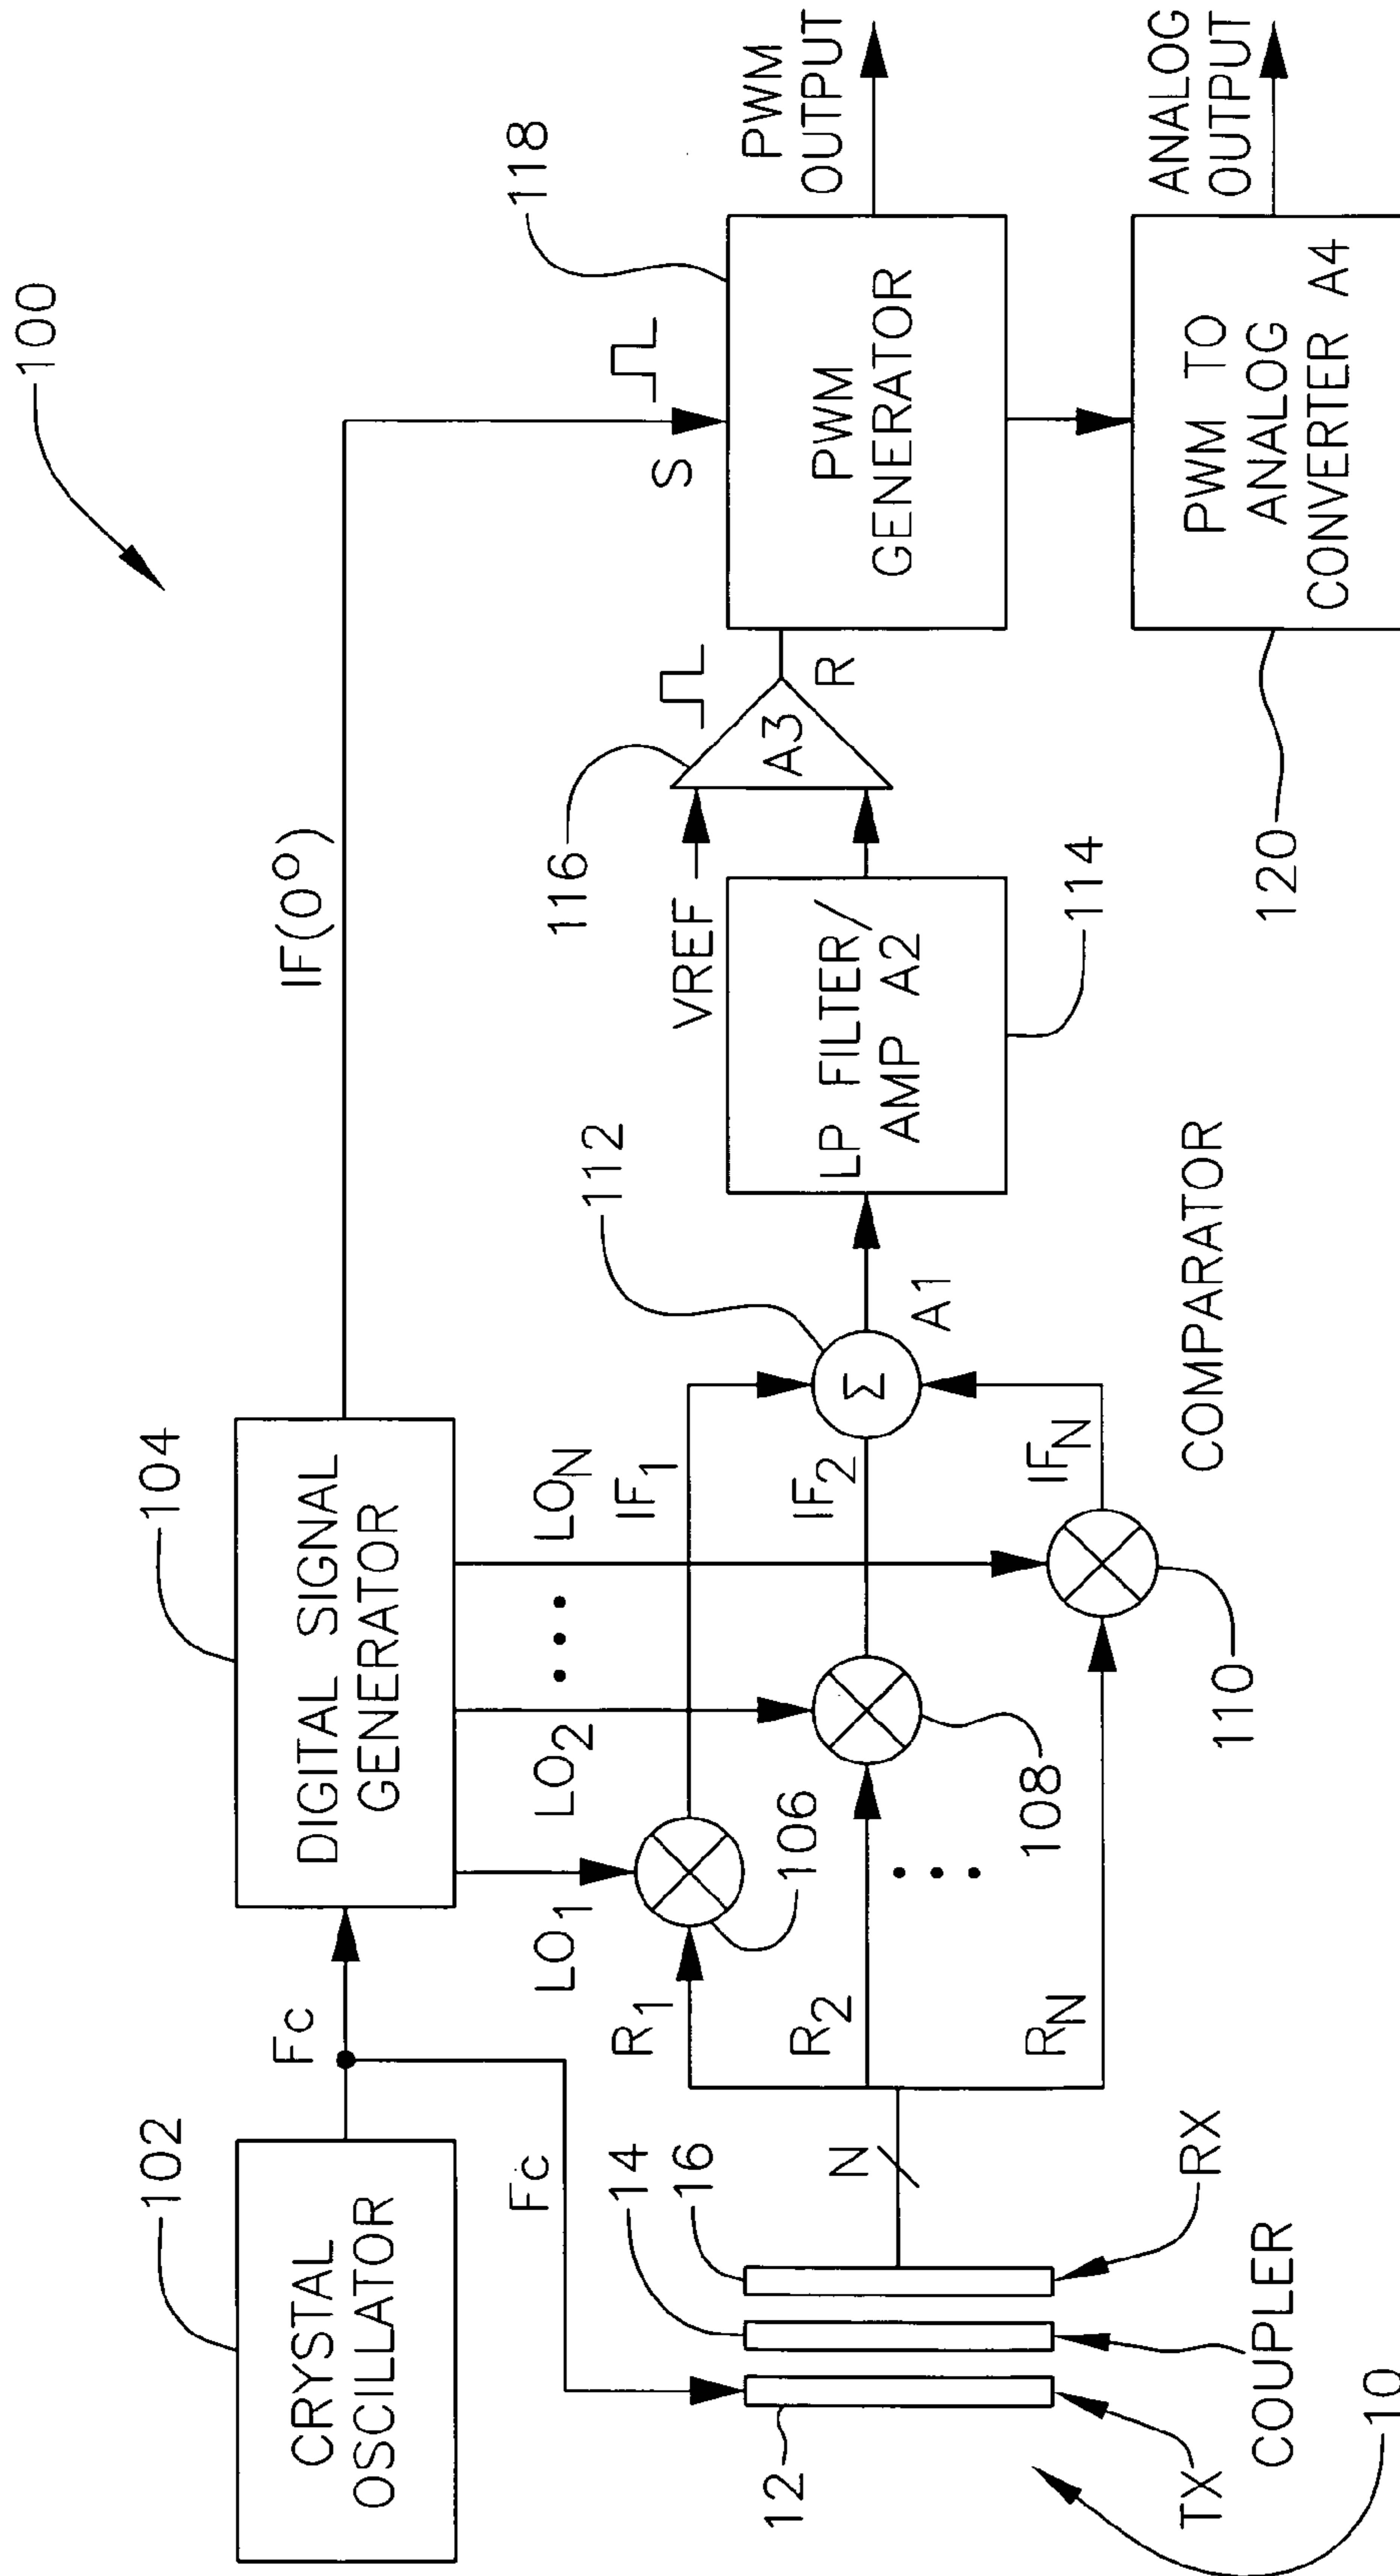 100
102
CRYSTAL
OSCILLATOR
Fc
104
DIGITAL SIGNAL
GENERATOR
IF(0°)
Fc
LO1
LO2
LON
R1
R2
RN
IF1
IF2
IFN
106
108
110
112
Σ
A1
LP FILTER/
AMP A2
114
VREF
116
A3
R
S
118
PWM
GENERATOR
PWM
OUTPUT
PWM TO
ANALOG
CONVERTER A4
120
ANALOG
OUTPUT
COMPARATOR
N
12
14
16
TX
COUPLER
RX
10